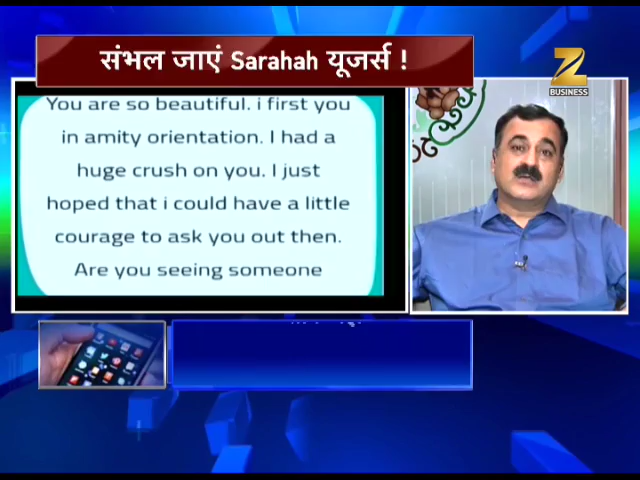 संभल जाएं Sarahah यूजर्स !
Z
BUSINESS
You are so beautiful. i first you
in amity orientation. I had a
huge crush on you. I just
hoped that i could have a little
courage to ask you out then.
Are you seeing someone